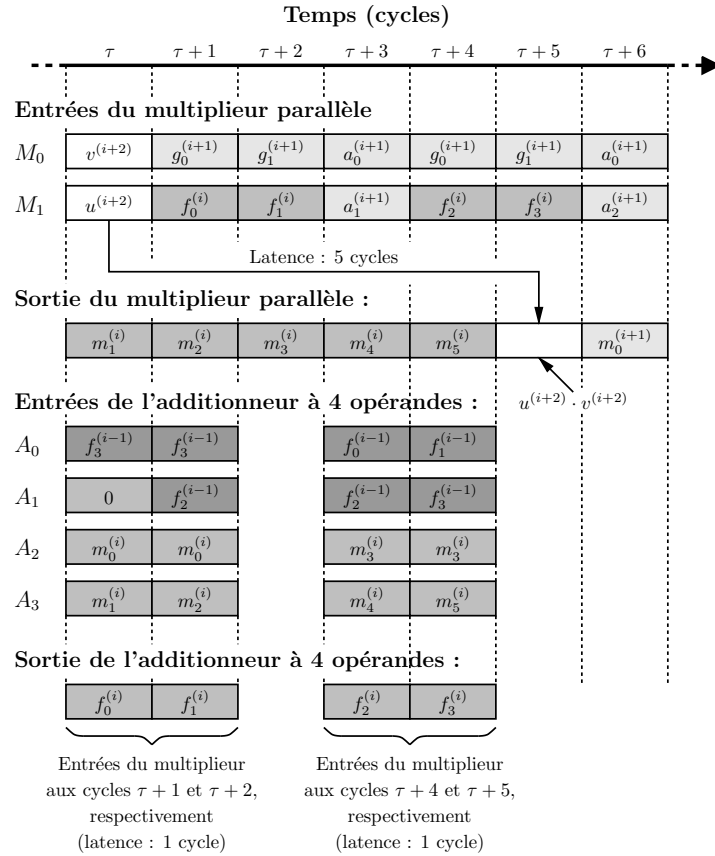 Temps (cycles)
τ τ + 1 τ + 2 τ + 3 τ + 4 τ + 5 τ + 6
Entrées du multiplieur parallèle
M₀ v⁽ⁱ⁺²⁾ g₀⁽ⁱ⁺¹⁾ g₁⁽ⁱ⁺¹⁾ a₀⁽ⁱ⁺¹⁾ g₀⁽ⁱ⁺¹⁾ g₁⁽ⁱ⁺¹⁾ a₀⁽ⁱ⁺¹⁾
M₁ u⁽ⁱ⁺²⁾ f₀⁽ⁱ⁾ f₁⁽ⁱ⁾ a₁⁽ⁱ⁺¹⁾ f₂⁽ⁱ⁾ f₃⁽ⁱ⁾ a₂⁽ⁱ⁺¹⁾
Latence : 5 cycles
Sortie du multiplieur parallèle :
m₁⁽ⁱ⁾ m₂⁽ⁱ⁾ m₃⁽ⁱ⁾ m₄⁽ⁱ⁾ m₅⁽ⁱ⁾ m₀⁽ⁱ⁺¹⁾
Entrées de l'additionneur à 4 opérandes :
u⁽ⁱ⁺²⁾ · v⁽ⁱ⁺²⁾
A₀ f₃⁽ⁱ⁻¹⁾ f₃⁽ⁱ⁻¹⁾ f₀⁽ⁱ⁻¹⁾ f₁⁽ⁱ⁻¹⁾
A₁ 0 f₂⁽ⁱ⁻¹⁾ f₂⁽ⁱ⁻¹⁾ f₃⁽ⁱ⁻¹⁾
A₂ m₀⁽ⁱ⁾ m₀⁽ⁱ⁾ m₃⁽ⁱ⁾ m₃⁽ⁱ⁾
A₃ m₁⁽ⁱ⁾ m₂⁽ⁱ⁾ m₄⁽ⁱ⁾ m₅⁽ⁱ⁾
Sortie de l'additionneur à 4 opérandes :
f₀⁽ⁱ⁾ f₁⁽ⁱ⁾ f₂⁽ⁱ⁾ f₃⁽ⁱ⁾
Entrées du multiplieur
aux cycles τ + 1 et τ + 2,
respectivement
(latence : 1 cycle)
Entrées du multiplieur
aux cycles τ + 4 et τ + 5,
respectivement
(latence : 1 cycle)